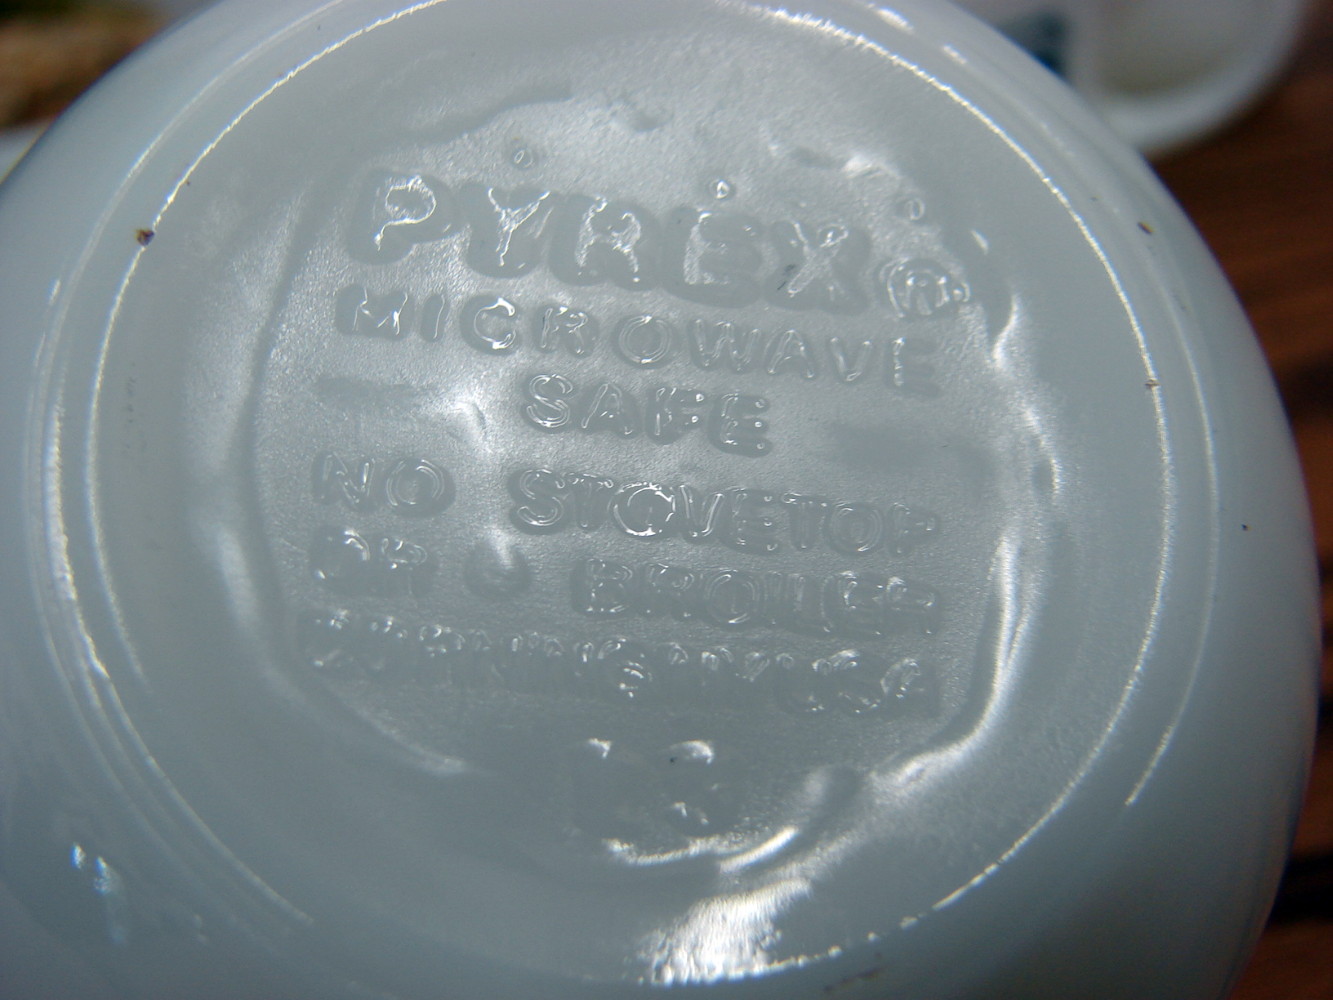 PYREX®
MICROWAVE
SAFE
NO STOVETOP
OR BROILER